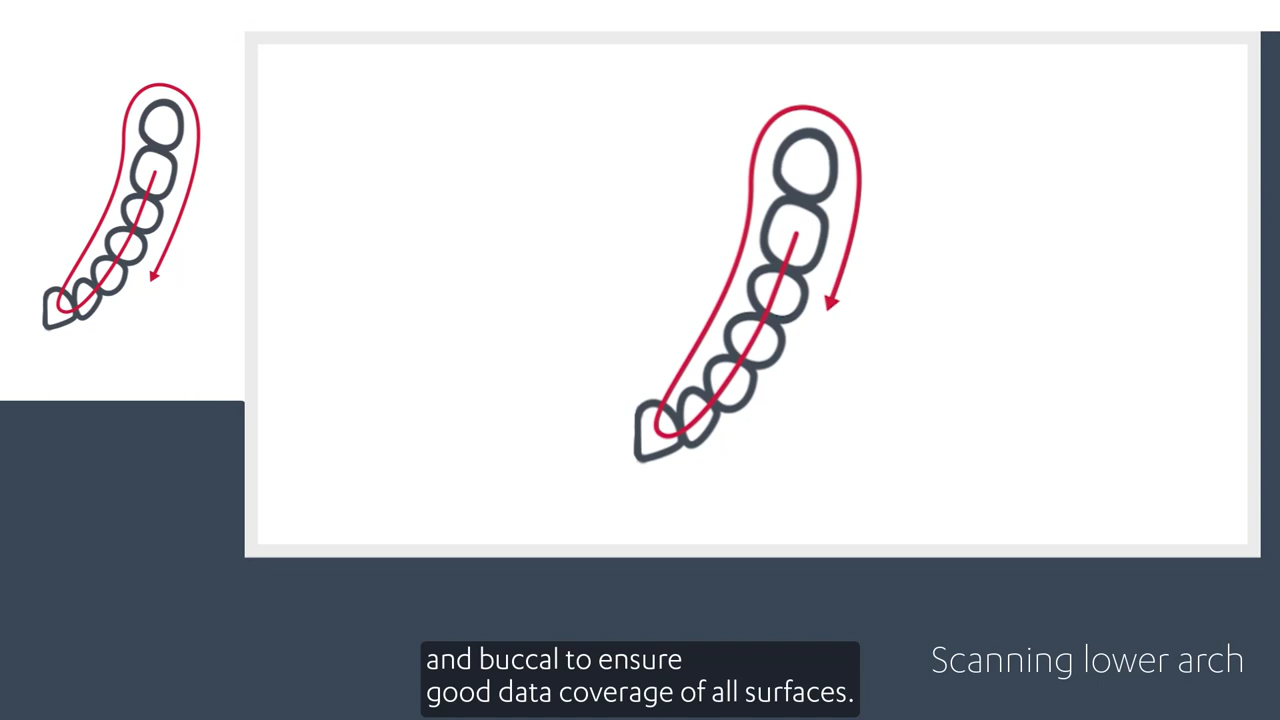 Scanning lower arch
and buccal to ensure
good data coverage of all surfaces.